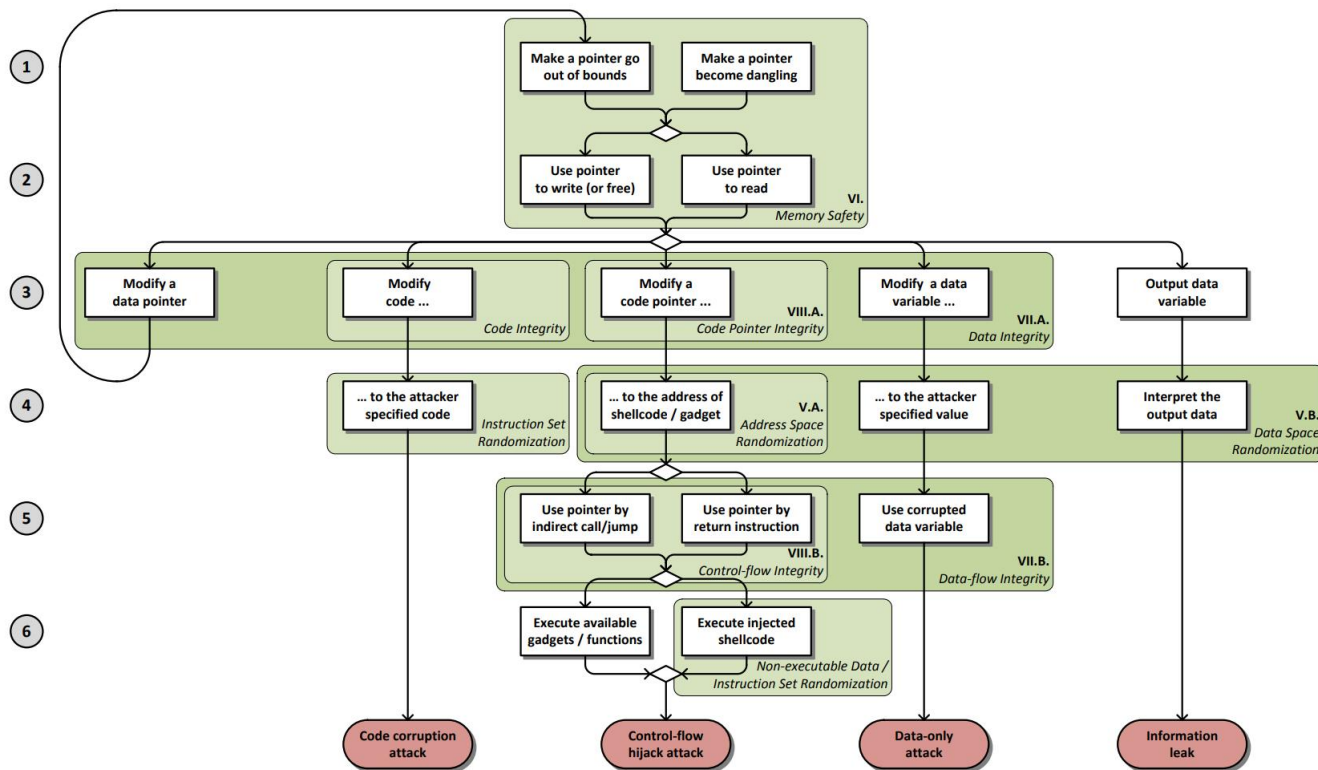 1
Make a pointer go
out of bounds
Make a pointer
become dangling
2
Use pointer
to write (or free)
Use pointer
to read
VI.
Memory Safety
3
Modify a
data pointer
Modify
code ...
Code Integrity
Modify a
code pointer ...
VIII.A.
Code Pointer Integrity
Modify a data
variable ...
VII.A.
Data Integrity
Output data
variable
4
... to the attacker
specified code
Instruction Set
Randomization
... to the address of
shellcode / gadget
V.A.
Address Space
Randomization
... to the attacker
specified value
Interpret the
output data
V.B.
Data Space
Randomization
5
Use pointer by
indirect call/jump
Use pointer by
return instruction
VIII.B.
Control-flow Integrity
Use corrupted
data variable
VII.B.
Data-flow Integrity
6
Execute available
gadgets / functions
Execute injected
shellcode
Non-executable Data /
Instruction Set Randomization
Code corruption
attack
Control-flow
hijack attack
Data-only
attack
Information
leak